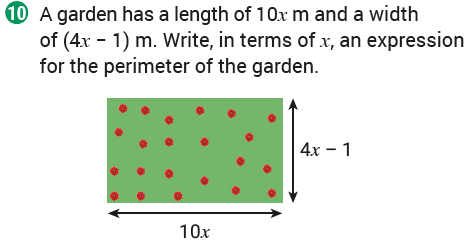 10 A garden has a length of 10x m and a width
of (4x − 1) m. Write, in terms of x, an expression
for the perimeter of the garden.
4x − 1
10x